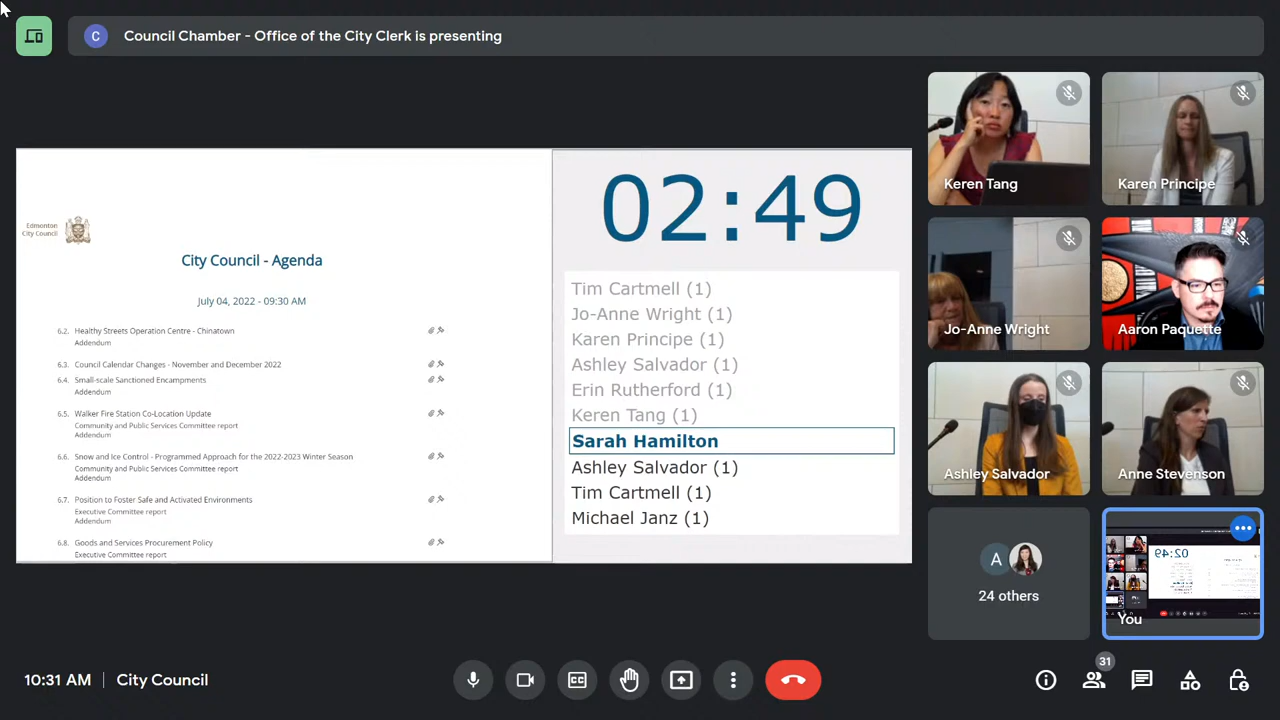 C
Council Chamber - Office of the City Clerk is presenting
Edmonton
City Council
City Council - Agenda
July 04, 2022 - 09:30 AM
6.2. Healthy Streets Operation Centre - Chinatown
Addendum
6.3. Council Calendar Changes - November and December 2022
6.4. Small-scale Sanctioned Encampments
Addendum
6.5. Walker Fire Station Co-Location Update
Community and Public Services Committee report
Addendum
6.6. Snow and Ice Control - Programmed Approach for the 2022-2023 Winter Season
Community and Public Services Committee report
Addendum
6.7. Position to Foster Safe and Activated Environments
Executive Committee report
Addendum
6.8. Goods and Services Procurement Policy
Executive Committee report
02:49
Tim Cartmell (1)
Jo-Anne Wright (1)
Karen Principe (1)
Ashley Salvador (1)
Erin Rutherford (1)
Keren Tang (1)
Sarah Hamilton
Ashley Salvador (1)
Tim Cartmell (1)
Michael Janz (1)
Keren Tang
Karen Principe
Jo-Anne Wright
Aaron Paquette
Ashley Salvador
Anne Stevenson
A
24 others
02:49
You
10:31 AM | City Council
CC
31